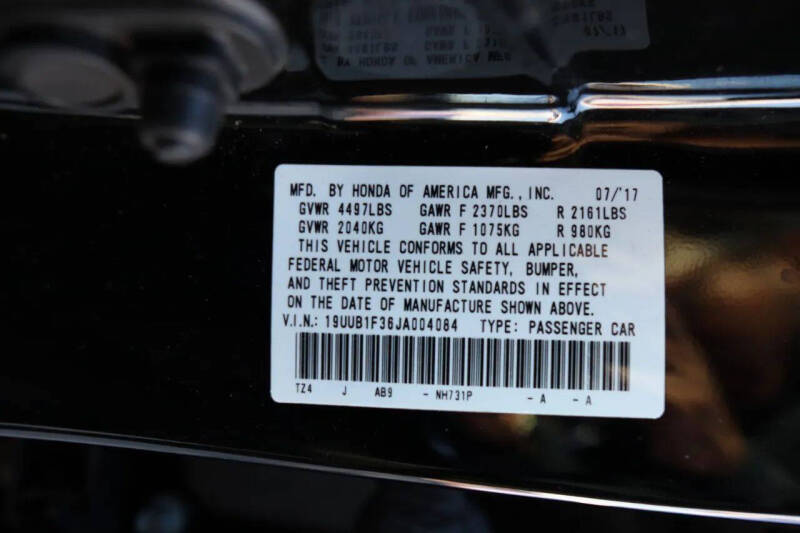 MFD. BY HONDA OF AMERICA MFG., INC. 07/'17
GVWR 4497LBS GAWR F 2370LBS R 2161LBS
GVWR 2040KG GAWR F 1075KG R 980KG
THIS VEHICLE CONFORMS TO ALL APPLICABLE
FEDERAL MOTOR VEHICLE SAFETY, BUMPER,
AND THEFT PREVENTION STANDARDS IN EFFECT
ON THE DATE OF MANUFACTURE SHOWN ABOVE.
V.I.N.: 19UUB1F36JA004084 TYPE: PASSENGER CAR
TZ4 J AB9 - NH731P - A - A